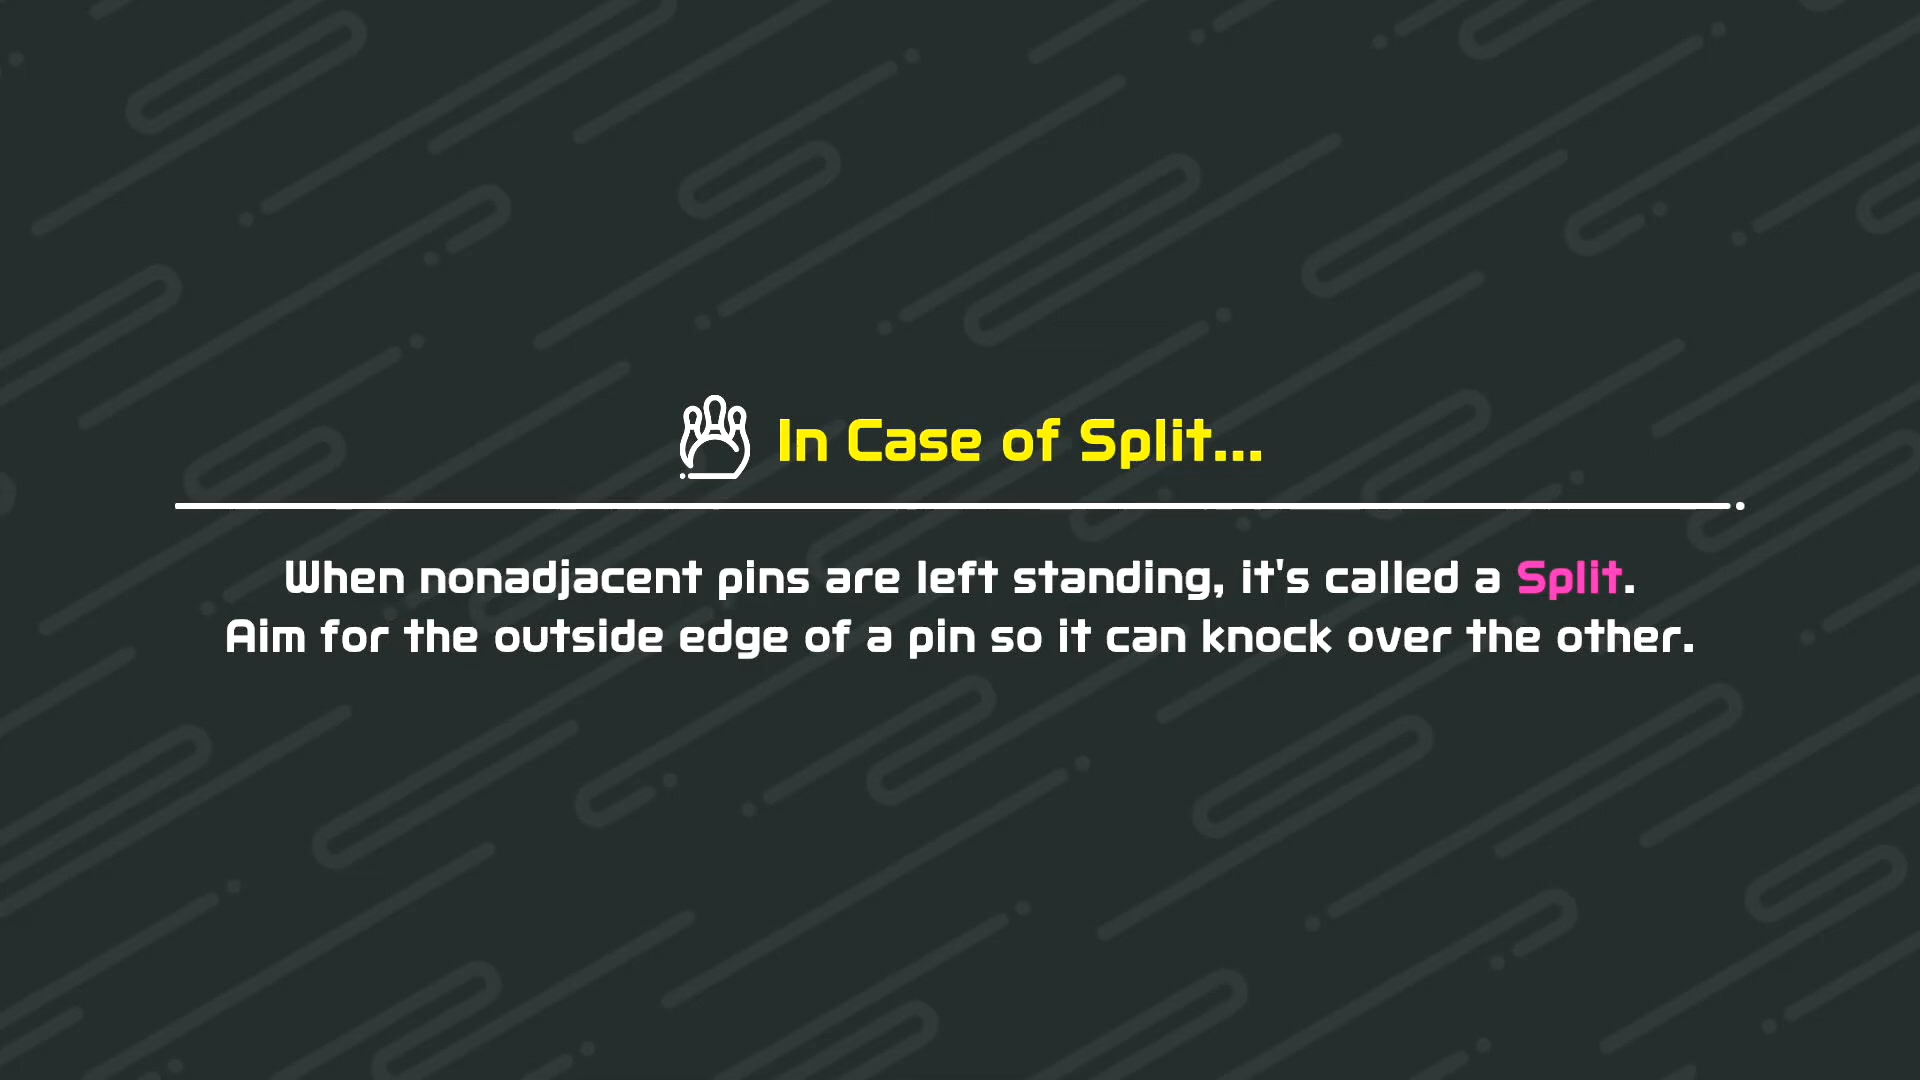 In Case of Split...
When nonadjacent pins are left standing, it's called a Split.
Aim for the outside edge of a pin so it can knock over the other.